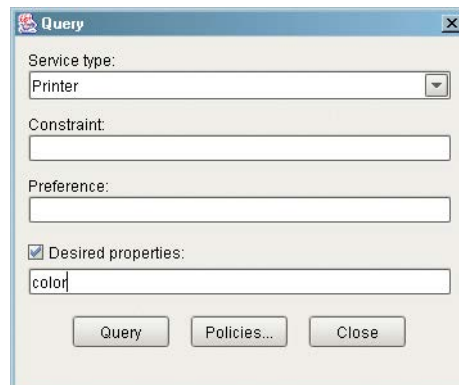 Query
Service type:
Printer
Constraint:
Preference:
Desired properties:
color
Query Policies... Close